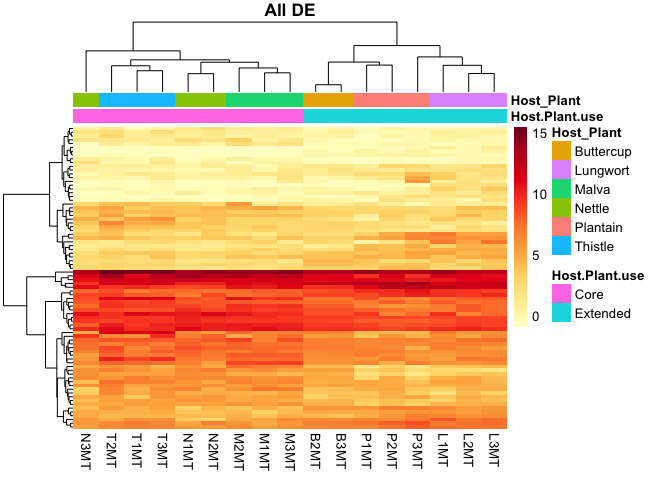 All DE
Host_Plant
Host.Plant.use
15
10
5
0
Host_Plant
Buttercup
Lungwort
Malva
Nettle
Plantain
Thistle
Host.Plant.use
Core
Extended
N3MT
T2MT
T1MT
T3MT
N1MT
N2MT
M2MT
M1MT
M3MT
B2MT
B3MT
P1MT
P2MT
P3MT
L1MT
L2MT
L3MT